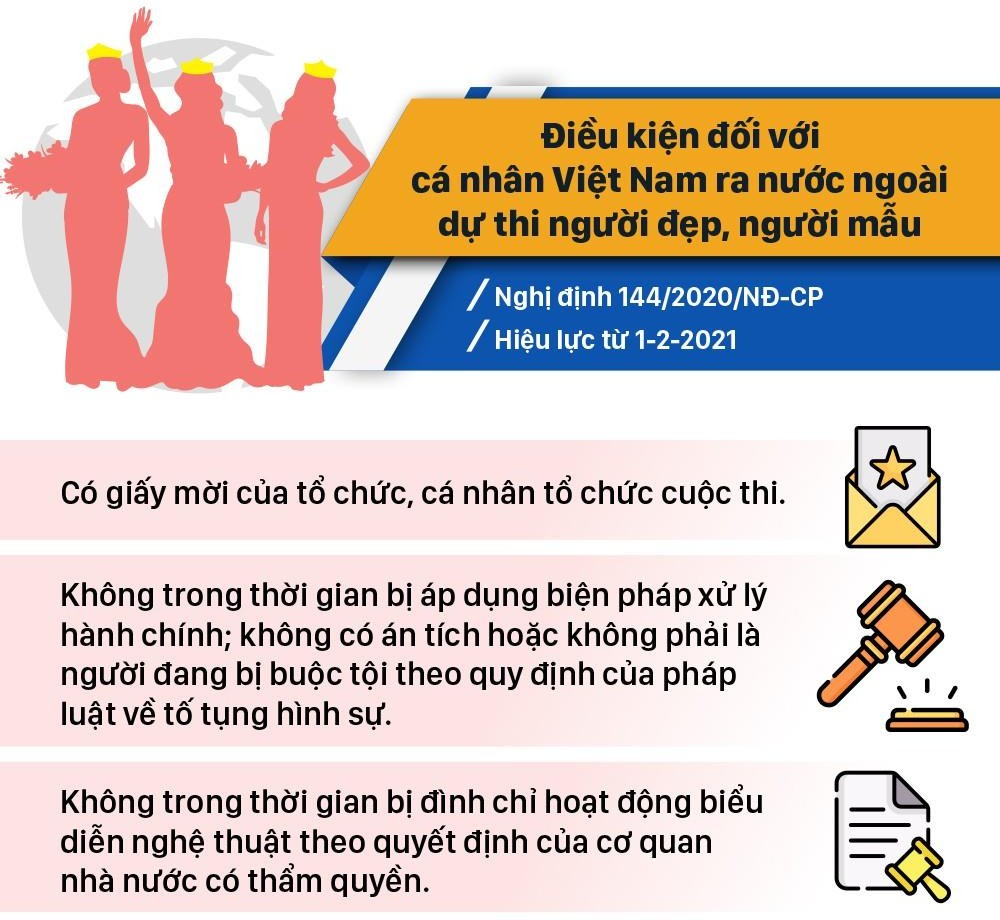 Điều kiện đối với
cá nhân Việt Nam ra nước ngoài
dự thi người đẹp, người mẫu
/ Nghị định 144/2020/NĐ-CP
/ Hiệu lực từ 1-2-2021
Có giấy mời của tổ chức, cá nhân tổ chức cuộc thi.
Không trong thời gian bị áp dụng biện pháp xử lý
hành chính; không có án tích hoặc không phải là
người đang bị buộc tội theo quy định của pháp
luật về tố tụng hình sự.
Không trong thời gian bị đình chỉ hoạt động biểu
diễn nghệ thuật theo quyết định của cơ quan
nhà nước có thẩm quyền.